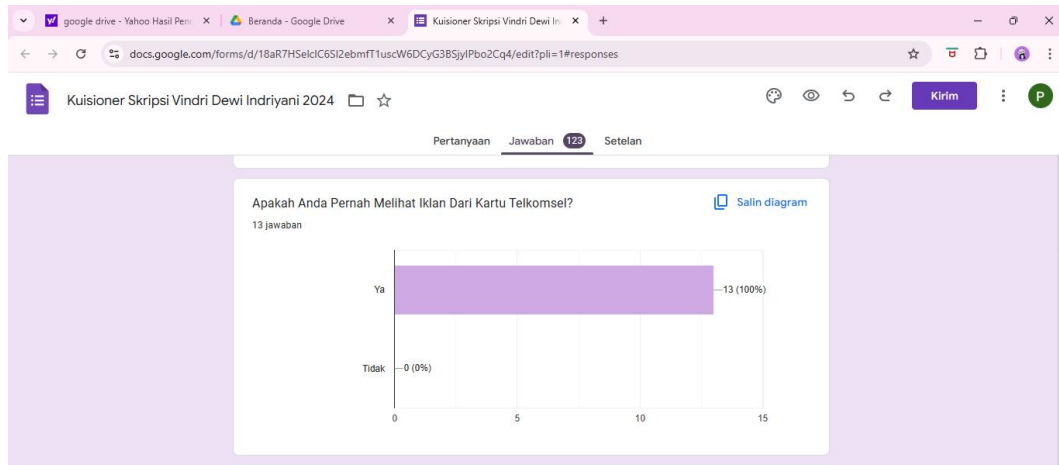 google drive - Yahoo Hasil Penc
Beranda - Google Drive
Kuisioner Skripsi Vindri Dewi In
docs.google.com/forms/d/18aR7HSelcIC6SI2ebmfT1uscW6DCyG3BSjyIPbo2Cq4/edit?pli=1#responses
Kuisioner Skripsi Vindri Dewi Indriyani 2024
Kirim
P
Pertanyaan Jawaban 123 Setelan
Apakah Anda Pernah Melihat Iklan Dari Kartu Telkomsel?
Salin diagram
13 jawaban
Ya
13 (100%)
Tidak
0 (0%)
0 5 10 15